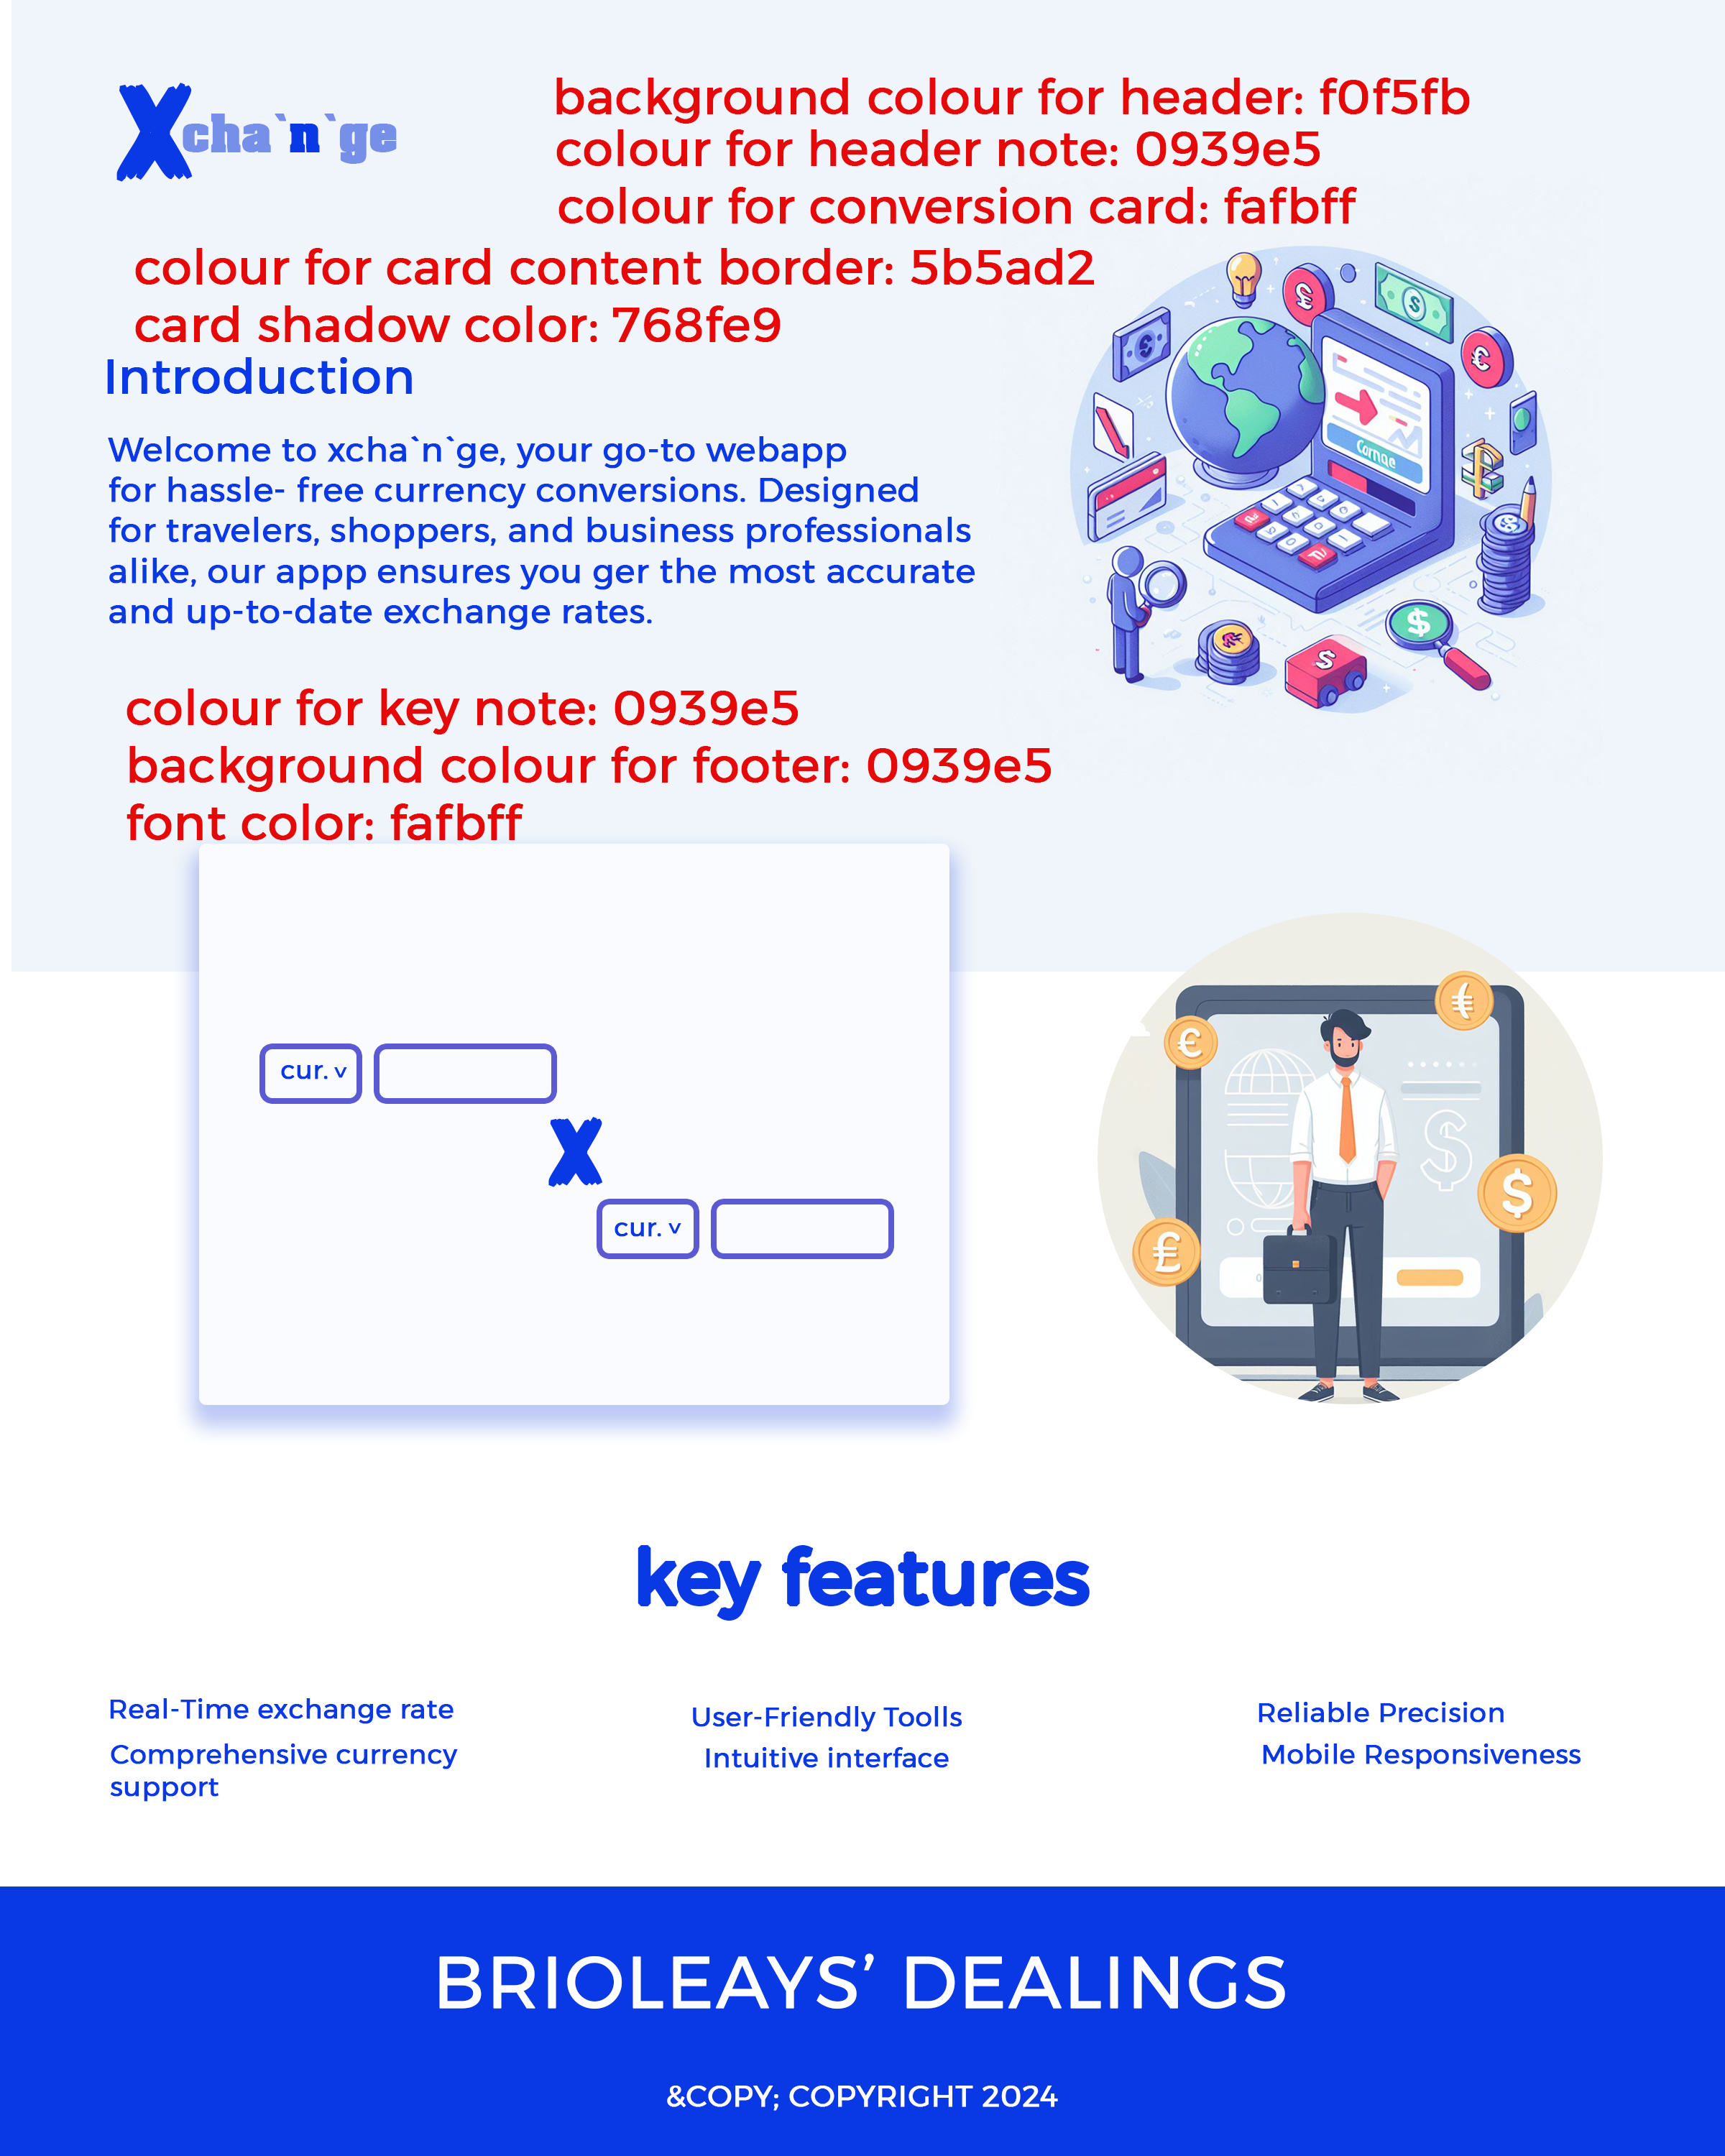 Xcha`n`ge
background colour for header: f0f5fb
colour for header note: 0939e5
colour for conversion card: fafbff
colour for card content border: 5b5ad2
card shadow color: 768fe9
Introduction
Welcome to xcha`n`ge, your go-to webapp
for hassle- free currency conversions. Designed
for travelers, shoppers, and business professionals
alike, our appp ensures you ger the most accurate
and up-to-date exchange rates.
colour for key note: 0939e5
background colour for footer: 0939e5
font color: fafbff
cur. v
X
cur. v
key features
Real-Time exchange rate
Comprehensive currency
support
User-Friendly Toolls
Intuitive interface
Reliable Precision
Mobile Responsiveness
BRIOLEAYS’ DEALINGS
&COPY; COPYRIGHT 2024